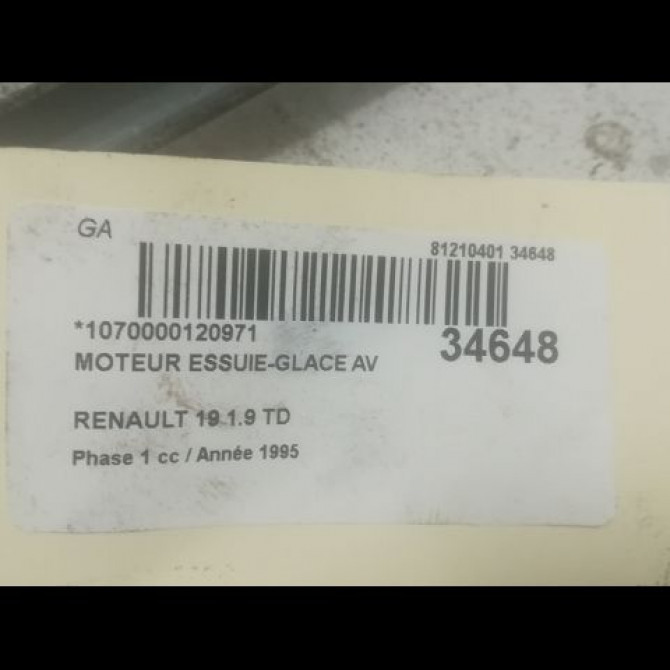 GA
81210401 34648
*1070000120971
34648
MOTEUR ESSUIE-GLACE AV
RENAULT 19 1.9 TD
Phase 1 cc / Année 1995